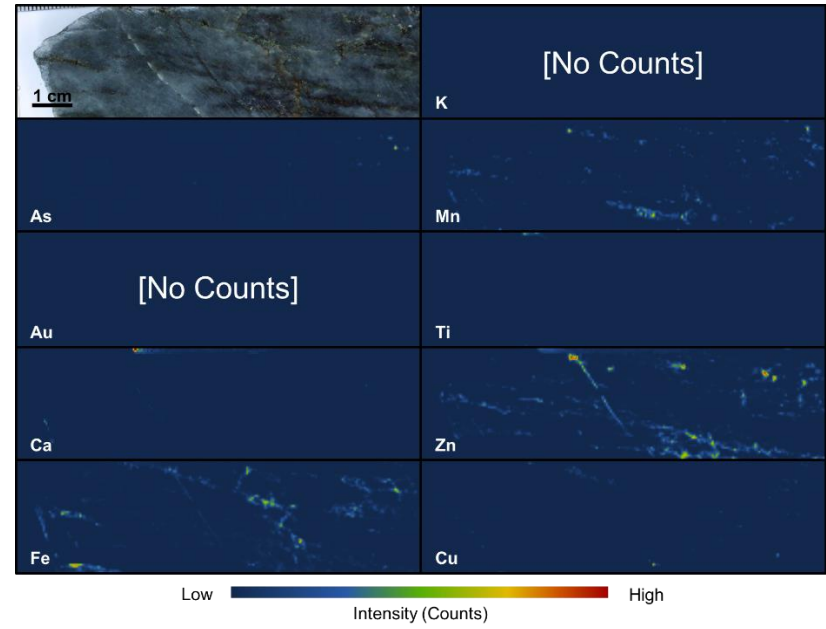 1 cm
[No Counts]
K
As
Mn
[No Counts]
Au
Ti
Ca
Zn
Fe
Cu
Low
High
Intensity (Counts)